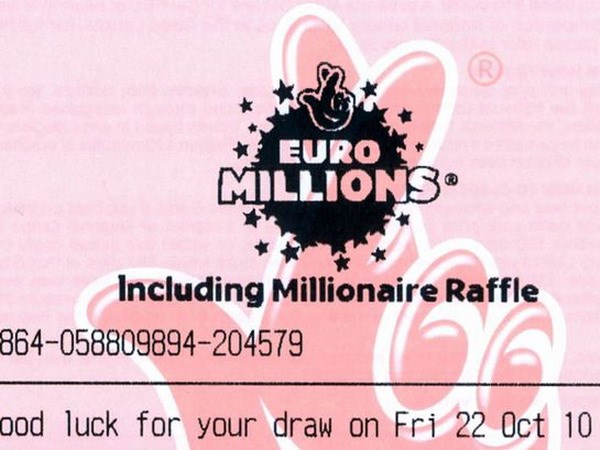 ®
EURO
MILLIONS®
Including Millionaire Raffle
864-058809894-204579
ood luck for your draw on Fri 22 Oct 10